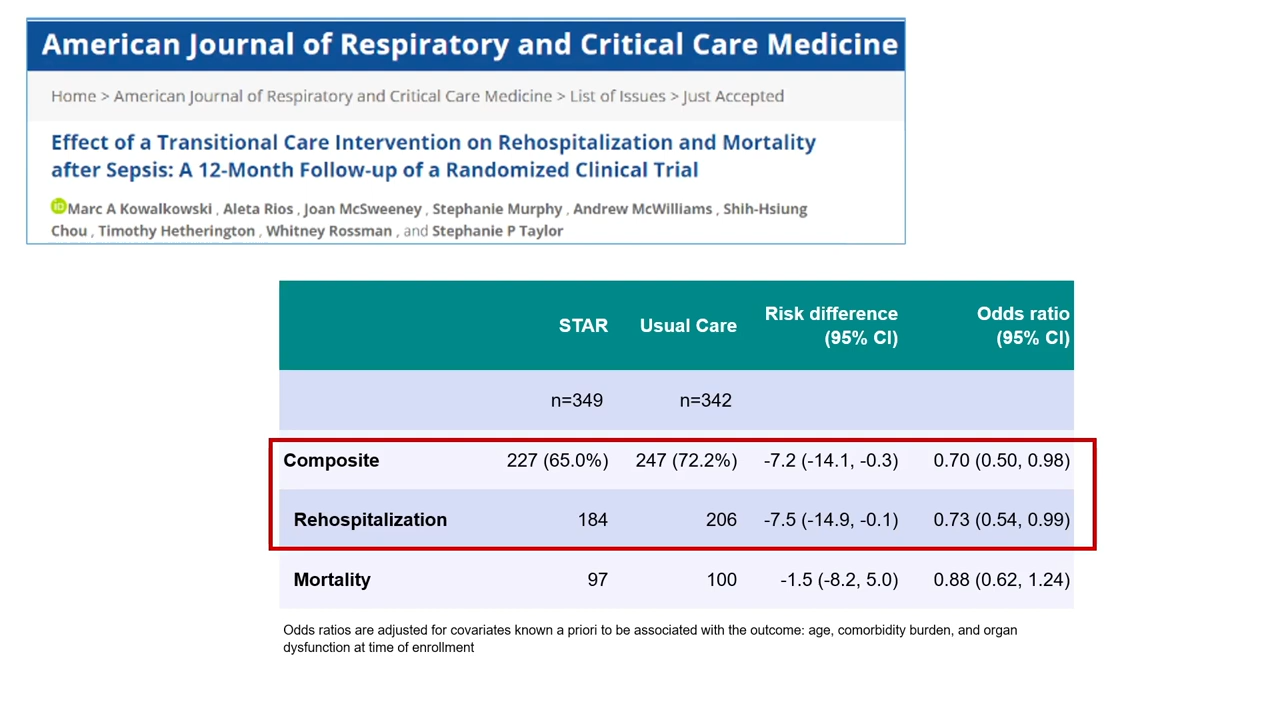 American Journal of Respiratory and Critical Care Medicine
Home > American Journal of Respiratory and Critical Care Medicine > List of Issues > Just Accepted
Effect of a Transitional Care Intervention on Rehospitalization and Mortality
after Sepsis: A 12-Month Follow-up of a Randomized Clinical Trial
iD Marc A Kowalkowski , Aleta Rios , Joan McSweeney , Stephanie Murphy , Andrew McWilliams , Shih-Hsiung
Chou , Timothy Hetherington , Whitney Rossman , and Stephanie P Taylor
STAR Usual Care Risk difference (95% CI) Odds ratio (95% CI)
n=349 n=342
Composite 227 (65.0%) 247 (72.2%) -7.2 (-14.1, -0.3) 0.70 (0.50, 0.98)
Rehospitalization 184 206 -7.5 (-14.9, -0.1) 0.73 (0.54, 0.99)
Mortality 97 100 -1.5 (-8.2, 5.0) 0.88 (0.62, 1.24)
Odds ratios are adjusted for covariates known a priori to be associated with the outcome: age, comorbidity burden, and organ
dysfunction at time of enrollment